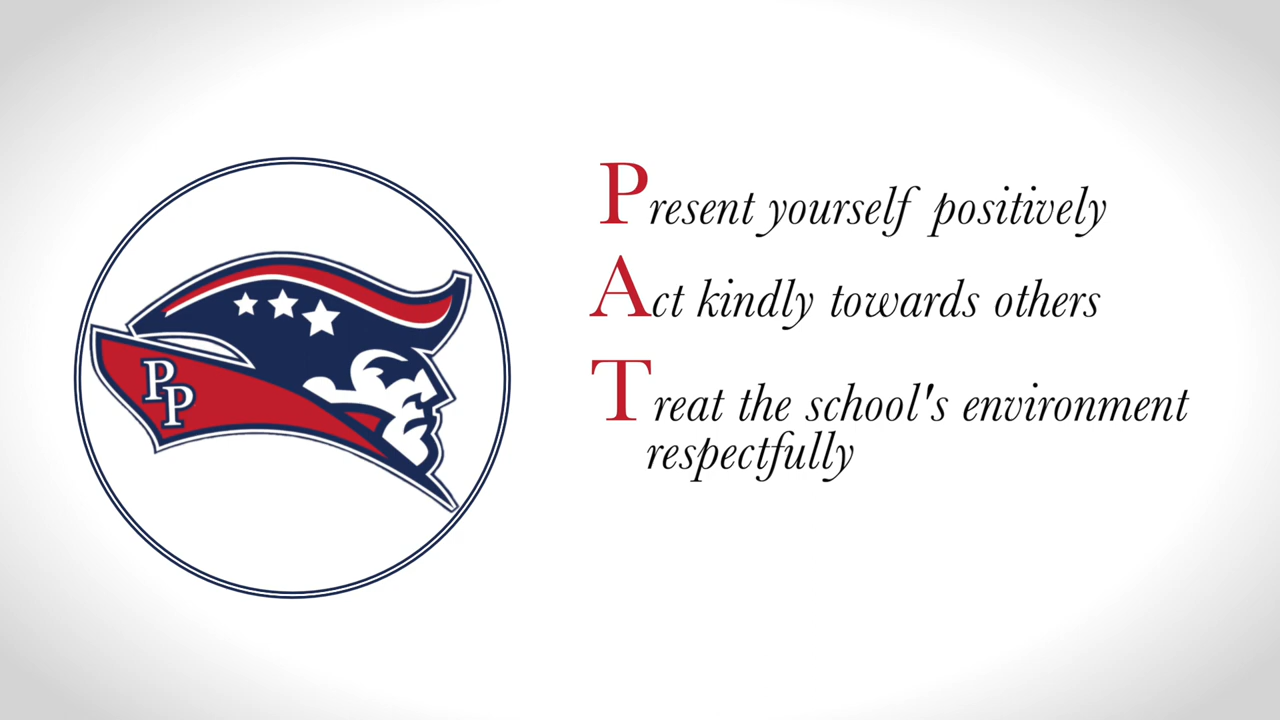 PP
Present yourself positively
Act kindly towards others
Treat the school's environment
respectfully